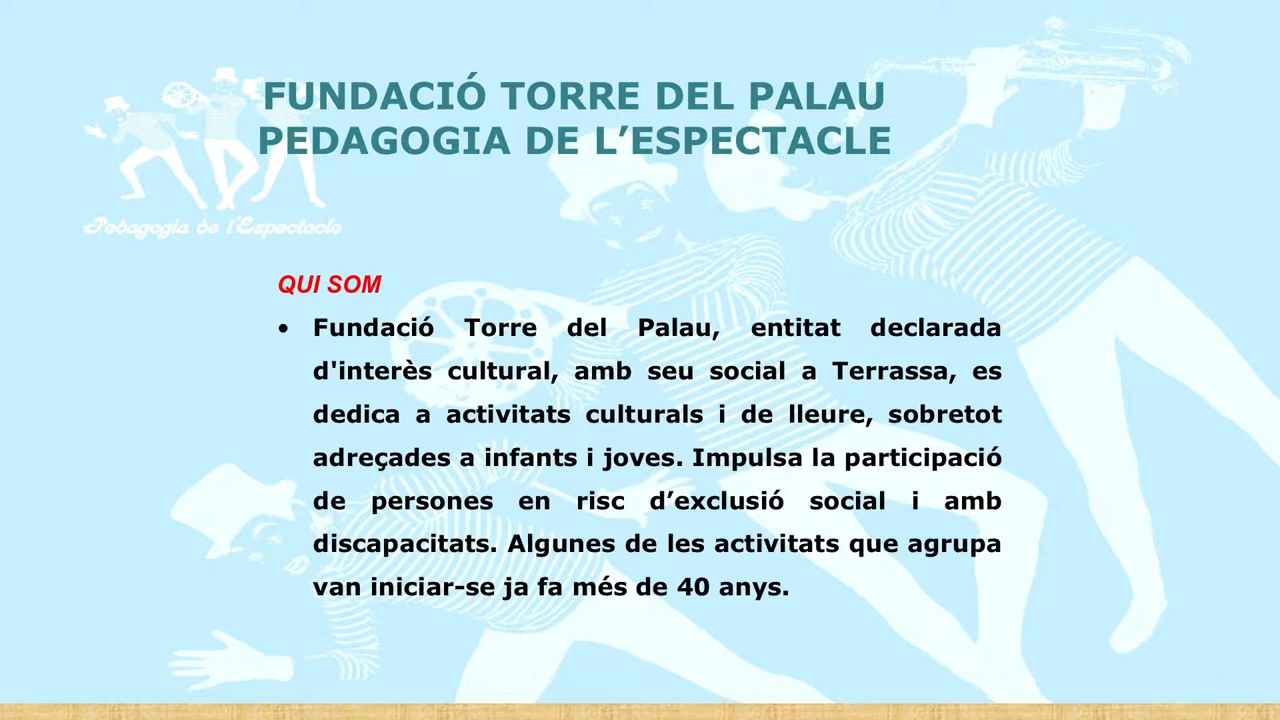 FUNDACIÓ TORRE DEL PALAU
PEDAGOGIA DE L’ESPECTACLE
Pedagogia de l'Espectacle
QUI SOM
• Fundació Torre del Palau, entitat declarada
d'interès cultural, amb seu social a Terrassa, es
dedica a activitats culturals i de lleure, sobretot
adreçades a infants i joves. Impulsa la participació
de persones en risc d’exclusió social i amb
discapacitats. Algunes de les activitats que agrupa
van iniciar-se ja fa més de 40 anys.